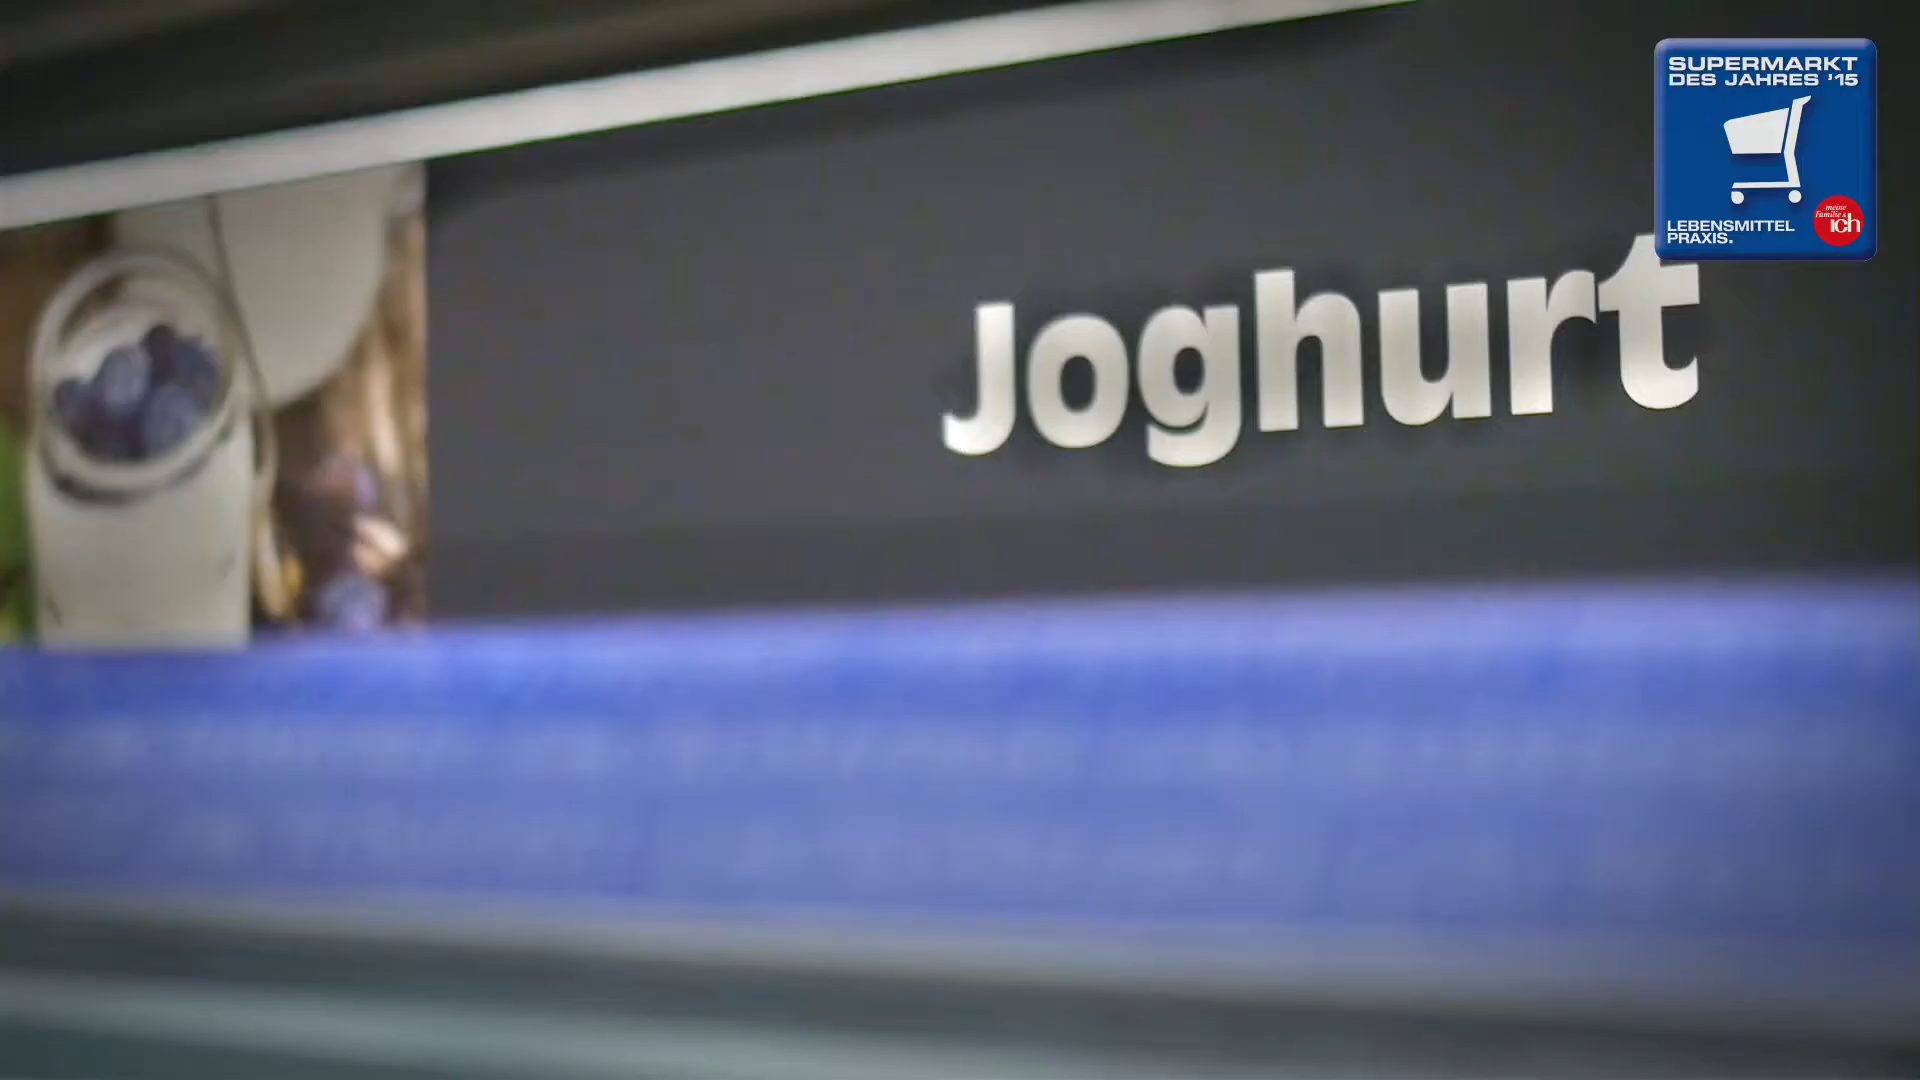 SUPERMARKT
DES JAHRES '15
LEBENSMITTEL
PRAXIS.
meine
Familie &
ich
Joghurt